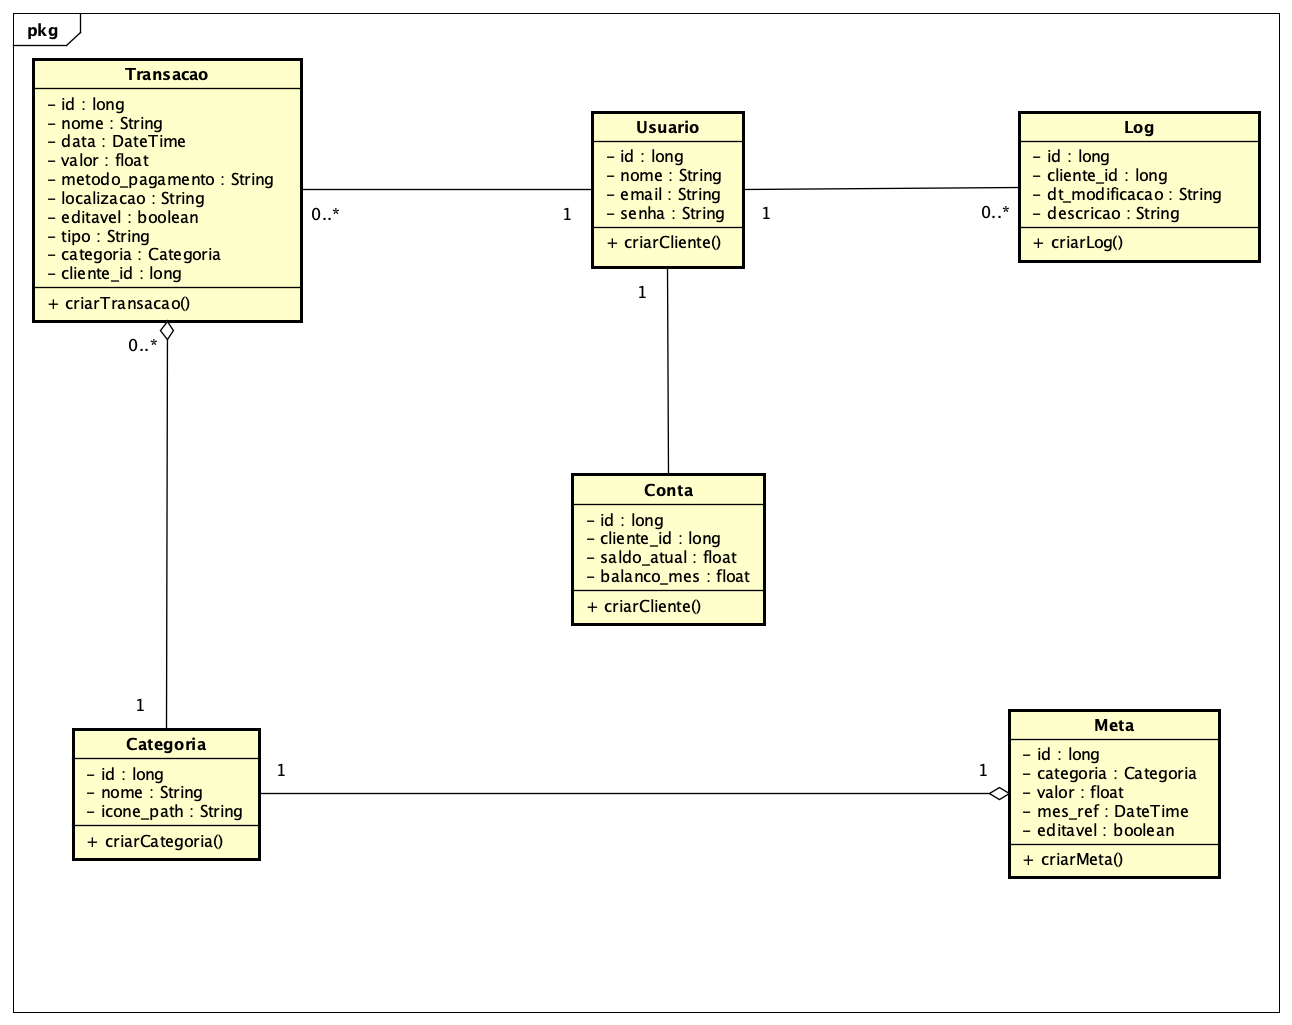 pkg
Transacao
- id : long
- nome : String
- data : DateTime
- valor : float
- metodo_pagamento : String
- localizacao : String
- editavel : boolean
- tipo : String
- categoria : Categoria
- cliente_id : long
+ criarTransacao()
0..*
1
Usuario
- id : long
- nome : String
- email : String
- senha : String
+ criarCliente()
1
0..*
Log
- id : long
- cliente_id : long
- dt_modificacao : String
- descricao : String
+ criarLog()
1
0..*
Conta
- id : long
- cliente_id : long
- saldo_atual : float
- balanco_mes : float
+ criarCliente()
1
Categoria
- id : long
- nome : String
- icone_path : String
+ criarCategoria()
1
1
Meta
- id : long
- categoria : Categoria
- valor : float
- mes_ref : DateTime
- editavel : boolean
+ criarMeta()